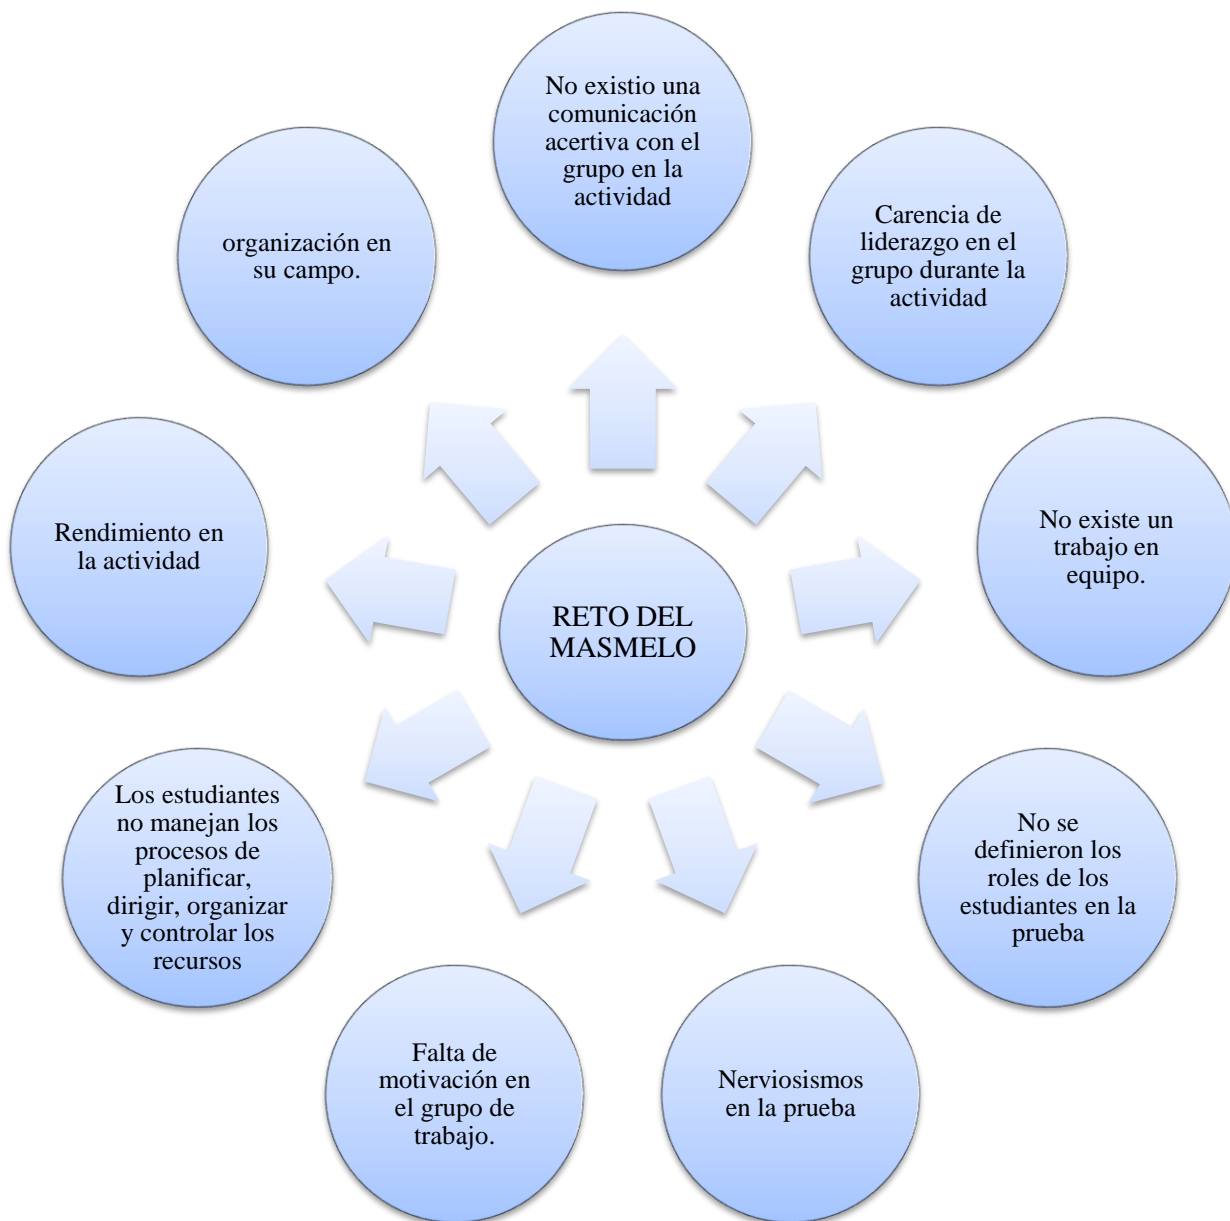 No existio una
comunicación
acertiva con el
grupo en la
actividad
Carencia de
liderazgo en el
grupo durante la
actividad
No existe un
trabajo en
equipo.
No se
definieron los
roles de los
estudiantes en la
prueba
Nerviosismos
en la prueba
Falta de
motivación en
el grupo de
trabajo.
Los estudiantes
no manejan los
procesos de
planificar,
dirigir, organizar
y controlar los
recursos
Rendimiento en
la actividad
organización en
su campo.
RETO DEL
MASMELO